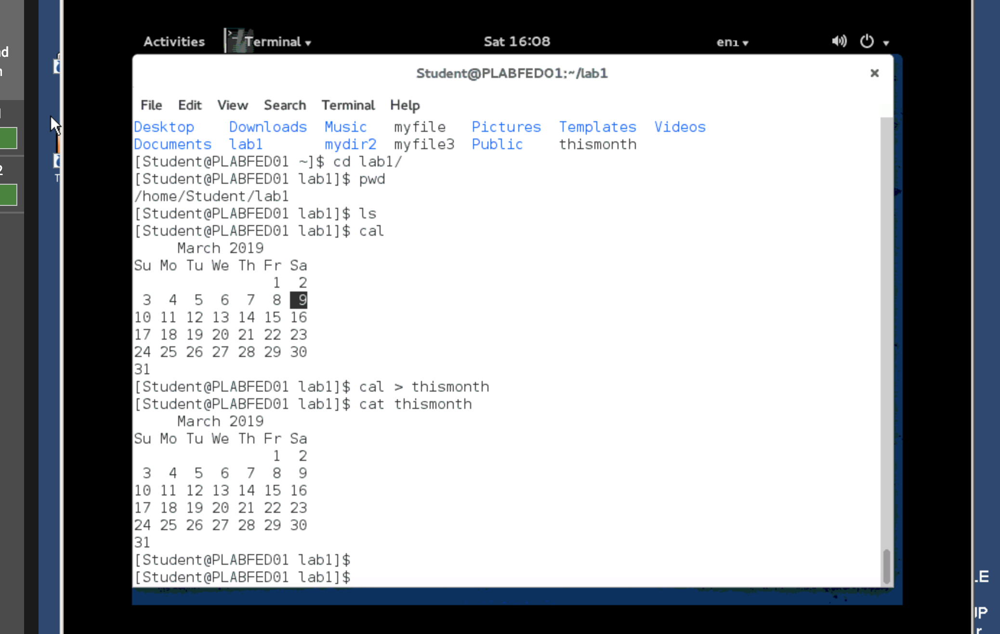 Activities Terminal Sat 16:08 en1
Student@PLABFED01:~/lab1
File Edit View Search Terminal Help
Desktop Downloads Music myfile Pictures Templates Videos
Documents lab1 mydir2 myfile3 Public thismonth
[Student@PLABFED01 ~]$ cd lab1/
[Student@PLABFED01 lab1]$ pwd
/home/Student/lab1
[Student@PLABFED01 lab1]$ ls
[Student@PLABFED01 lab1]$ cal
March 2019
Su Mo Tu We Th Fr Sa
1 2
3 4 5 6 7 8 9
10 11 12 13 14 15 16
17 18 19 20 21 22 23
24 25 26 27 28 29 30
31
[Student@PLABFED01 lab1]$ cal > thismonth
[Student@PLABFED01 lab1]$ cat thismonth
March 2019
Su Mo Tu We Th Fr Sa
1 2
3 4 5 6 7 8 9
10 11 12 13 14 15 16
17 18 19 20 21 22 23
24 25 26 27 28 29 30
31
[Student@PLABFED01 lab1]$
[Student@PLABFED01 lab1]$